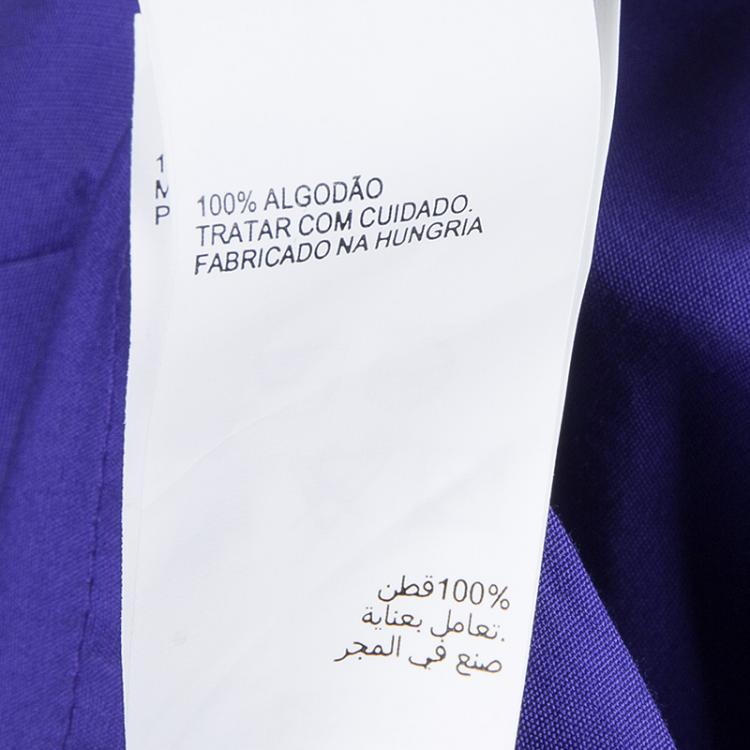 100% ALGODÃO
TRATAR COM CUIDADO.
FABRICADO NA HUNGRIA
100% قطن
تعامل بعناية.
صنع في المجر